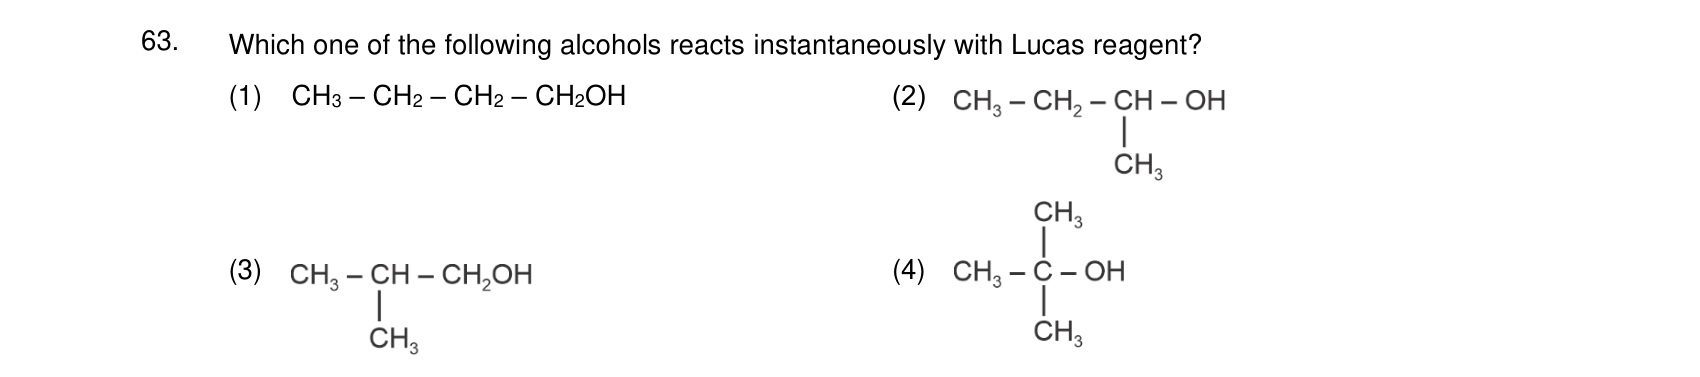 63. Which one of the following alcohols reacts instantaneously with Lucas reagent?
(1) CH3 – CH2 – CH2 – CH2OH
(2) CH₃ – CH₂ – CH – OH
|
CH₃
(3) CH₃ – CH – CH₂OH
|
CH₃
CH₃
|
(4) CH₃ – C – OH
|
CH₃